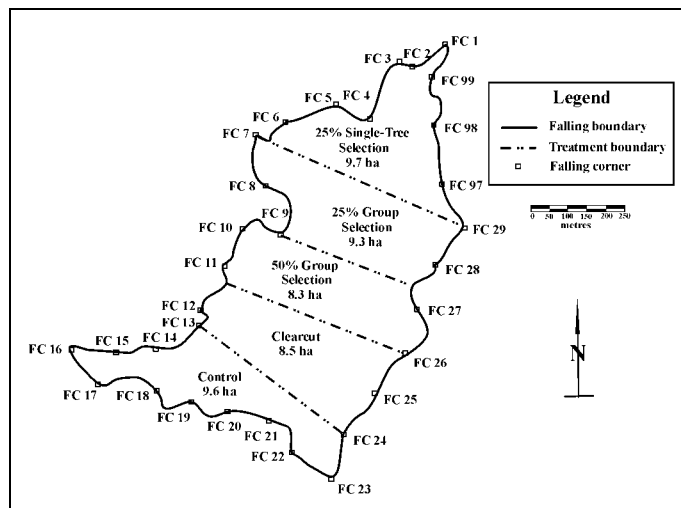 FC 1
FC 2
FC 3
FC 99
FC 4
FC 5
FC 98
FC 6
FC 7
25% Single-Tree
Selection
9.7 ha
FC 97
FC 8
25% Group
Selection
9.3 ha
FC 9
FC 10
FC 29
FC 11
50% Group
Selection
8.3 ha
FC 28
FC 12
FC 13
FC 27
Clearcut
8.5 ha
FC 16
FC 15
FC 14
FC 26
FC 17
FC 18
Control
9.6 ha
FC 25
FC 19
FC 20
FC 21
FC 24
FC 22
FC 23
Legend
Falling boundary
Treatment boundary
Falling corner
0 50 100 150 200 250
metres
N